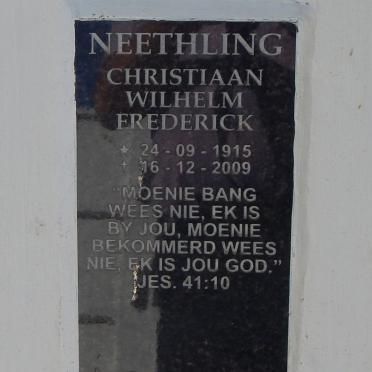 NEETHLING
CHRISTIAAN
WILHELM
FREDERICK
* 24 - 09 - 1915
† 16 - 12 - 2009
"MOENIE BANG
WEES NIE, EK IS
BY JOU, MOENIE
BEKOMMERD WEES
NIE, EK IS JOU GOD."
JES. 41:10